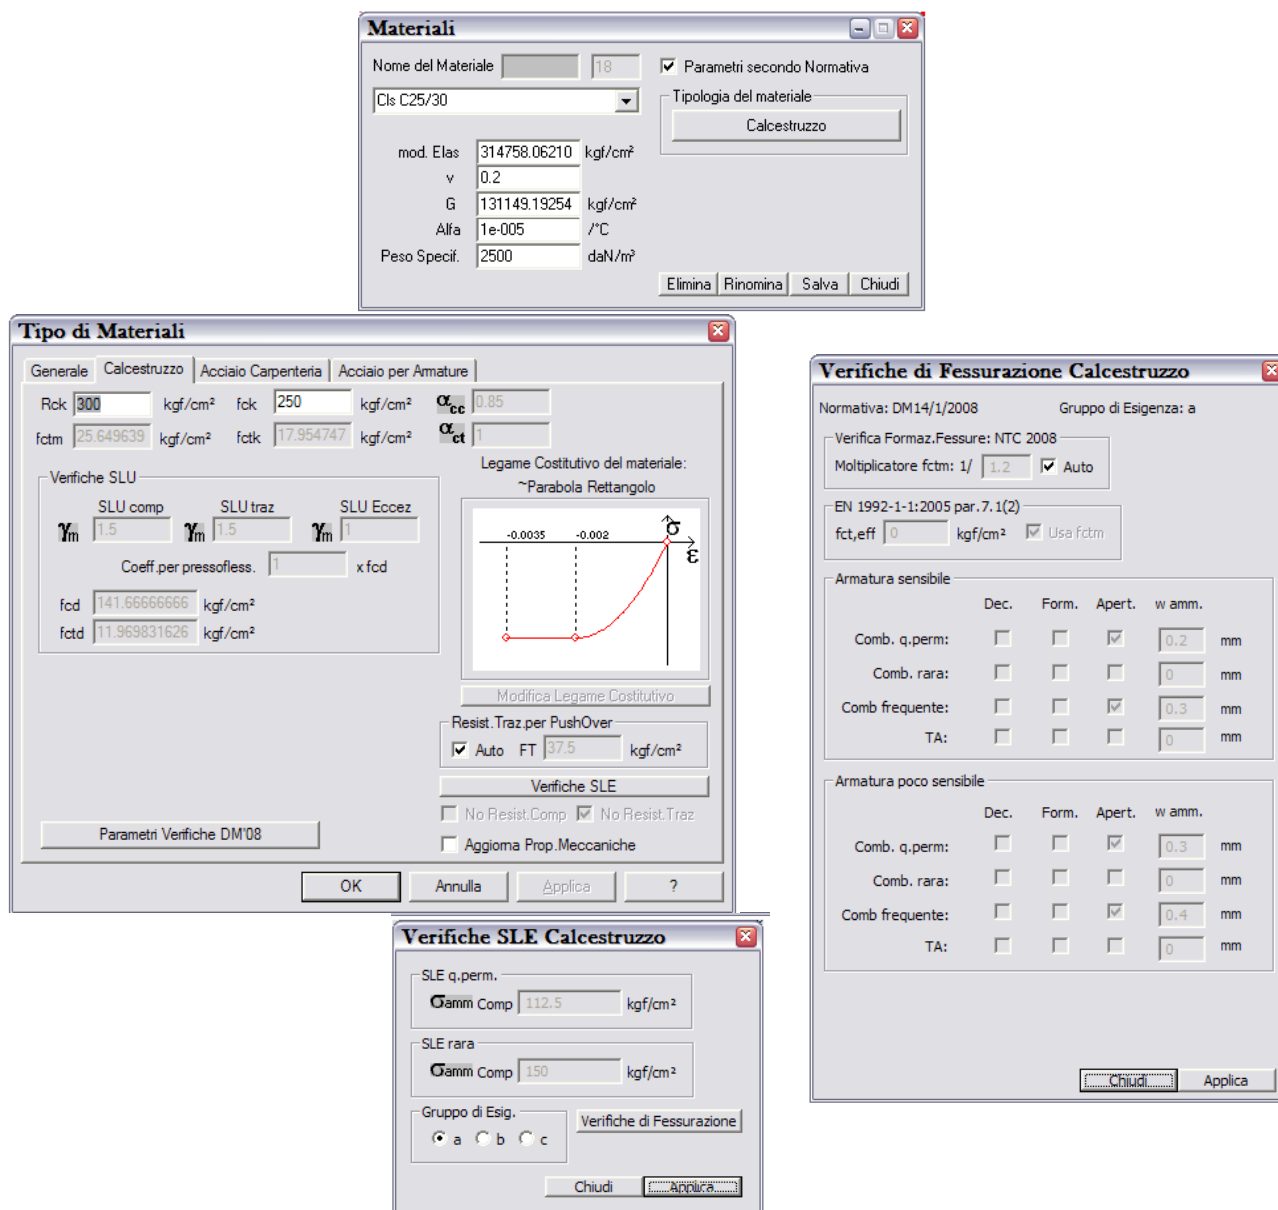 Materiali
Nome del Materiale 18
Parametri secondo Normativa
Cls C25/30
Tipologia del materiale
Calcestruzzo
mod. Elas 314758.06210 kgf/cm²
v 0.2
G 131149.19254 kgf/cm²
Alfa 1e-005 /°C
Peso Specif. 2500 daN/m³
Elimina Rinomina Salva Chiudi
Tipo di Materiali
Generale Calcestruzzo Acciaio Carpenteria Acciaio per Armature
Rck 300 kgf/cm² fck 250 kgf/cm² αcc 0.85
fctm 25.649639 kgf/cm² fctk 17.954747 kgf/cm² αct 1
Verifiche SLU
SLU comp SLU traz SLU Eccez
γm 1.5 γm 1.5 γm 1
Coeff.per pressofless. 1 x fcd
fcd 141.66666666 kgf/cm²
fctd 11.969831626 kgf/cm²
Legame Costitutivo del materiale:
~Parabola Rettangolo
-0.0035 -0.002 σ
ε
Modifica Legame Costitutivo
Resist.Traz.per PushOver
Auto FT 37.5 kgf/cm²
Verifiche SLE
No Resist.Comp No Resist.Traz
Parametri Verifiche DM'08
Aggiorna Prop.Meccaniche
OK Annulla Applica ?
Verifiche di Fessurazione Calcestruzzo
Normativa: DM14/1/2008 Gruppo di Esigenza: a
Verifica Formaz.Fessure: NTC 2008
Moltiplicatore fctm: 1/ 1.2 Auto
EN 1992-1-1:2005 par.7.1(2)
fct,eff 0 kgf/cm² Usa fctm
Armatura sensibile
Dec. Form. Apert. w amm.
Comb. q.perm: 0.2 mm
Comb. rara: 0 mm
Comb frequente: 0.3 mm
TA: 0 mm
Armatura poco sensibile
Dec. Form. Apert. w amm.
Comb. q.perm: 0.3 mm
Comb. rara: 0 mm
Comb frequente: 0.4 mm
TA: 0 mm
Chiudi Applica
Verifiche SLE Calcestruzzo
SLE q.perm.
σamm Comp 112.5 kgf/cm²
SLE rara
σamm Comp 150 kgf/cm²
Gruppo di Esig.
a b c
Verifiche di Fessurazione
Chiudi Applica